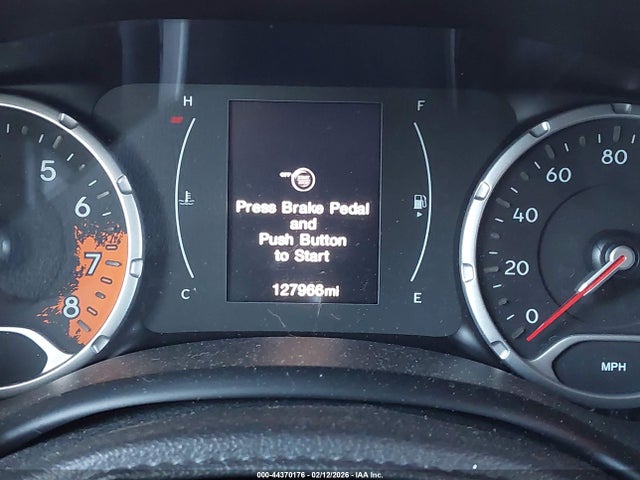 5
6
7
8
H
C
OFF
Press Brake Pedal
and
Push Button
to Start
127966mi
F
E
80
60
40
20
0
MPH
000-44370176 - 02/12/2026 - IAA Inc.